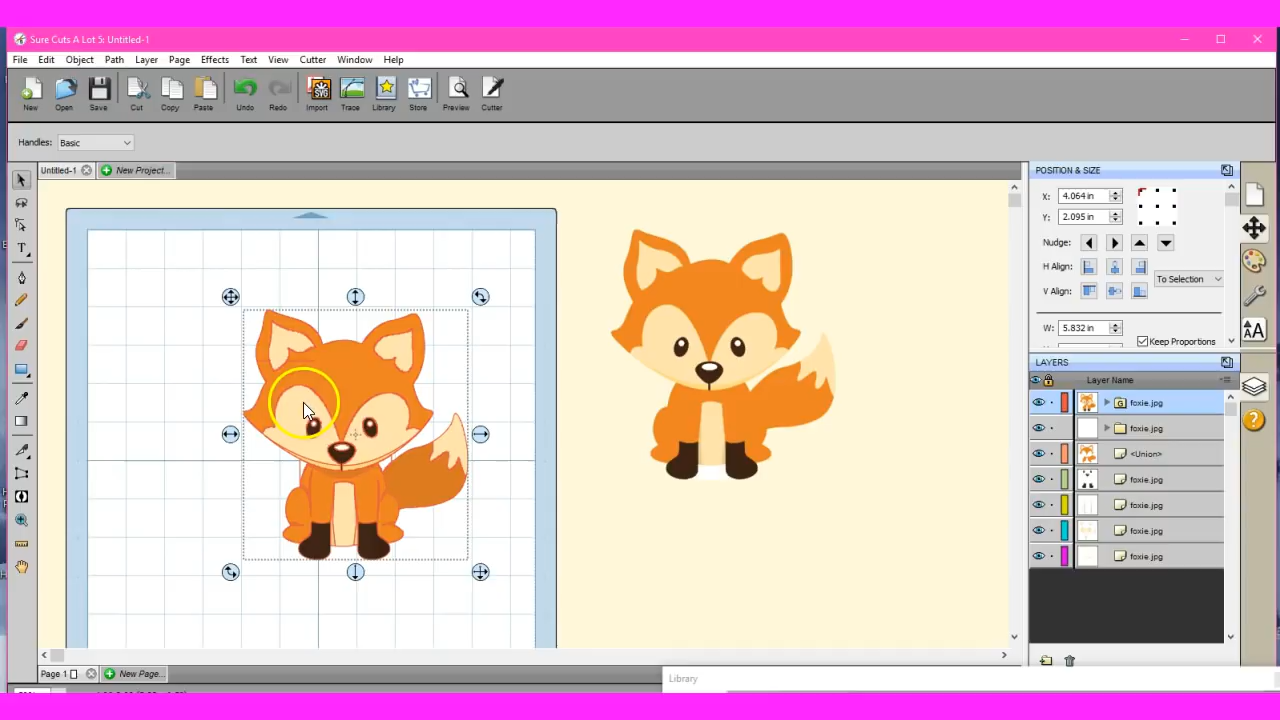 Sure Cuts A Lot 5: Untitled-1
File Edit Object Path Layer Page Effects Text View Cutter Window Help
New Open Save Cut Copy Paste Undo Redo Import Trace Library Store Preview Cutter
SVG
Handles: Basic
Untitled-1 New Project...
POSITION & SIZE
X: 4.064 in
Y: 2.095 in
Nudge:
H Align:
To Selection
V Align:
W: 5.832 in
Keep Proportions
LAYERS
Layer Name
G foxie.jpg
foxie.jpg
<Union>
foxie.jpg
foxie.jpg
foxie.jpg
foxie.jpg
Page 1 New Page...
Library